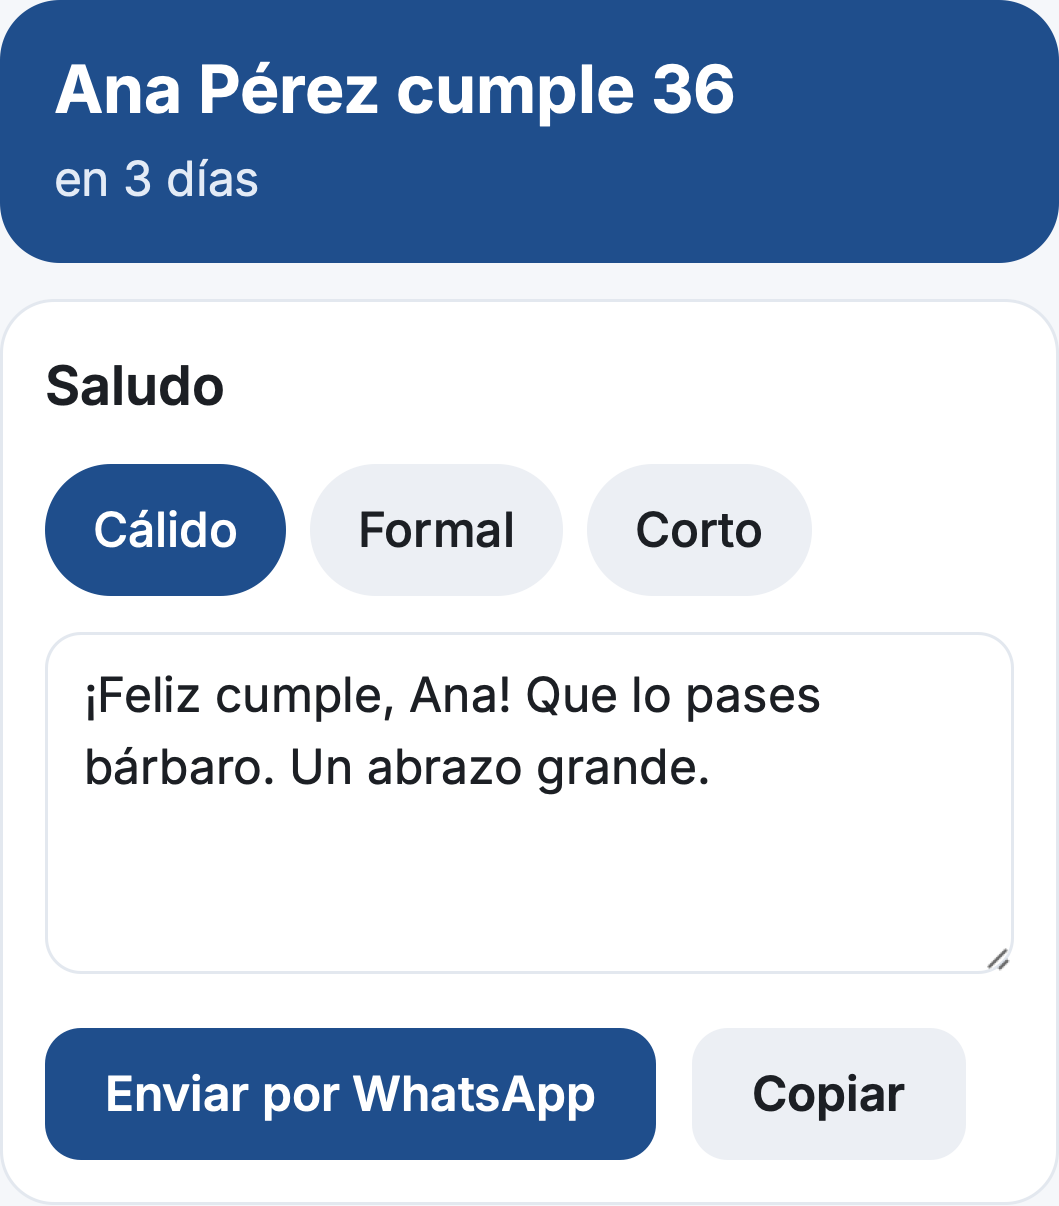 Ana Pérez cumple 36
en 3 días
Saludo
Cálido Formal Corto
¡Feliz cumple, Ana! Que lo pases
bárbaro. Un abrazo grande.
Enviar por WhatsApp Copiar